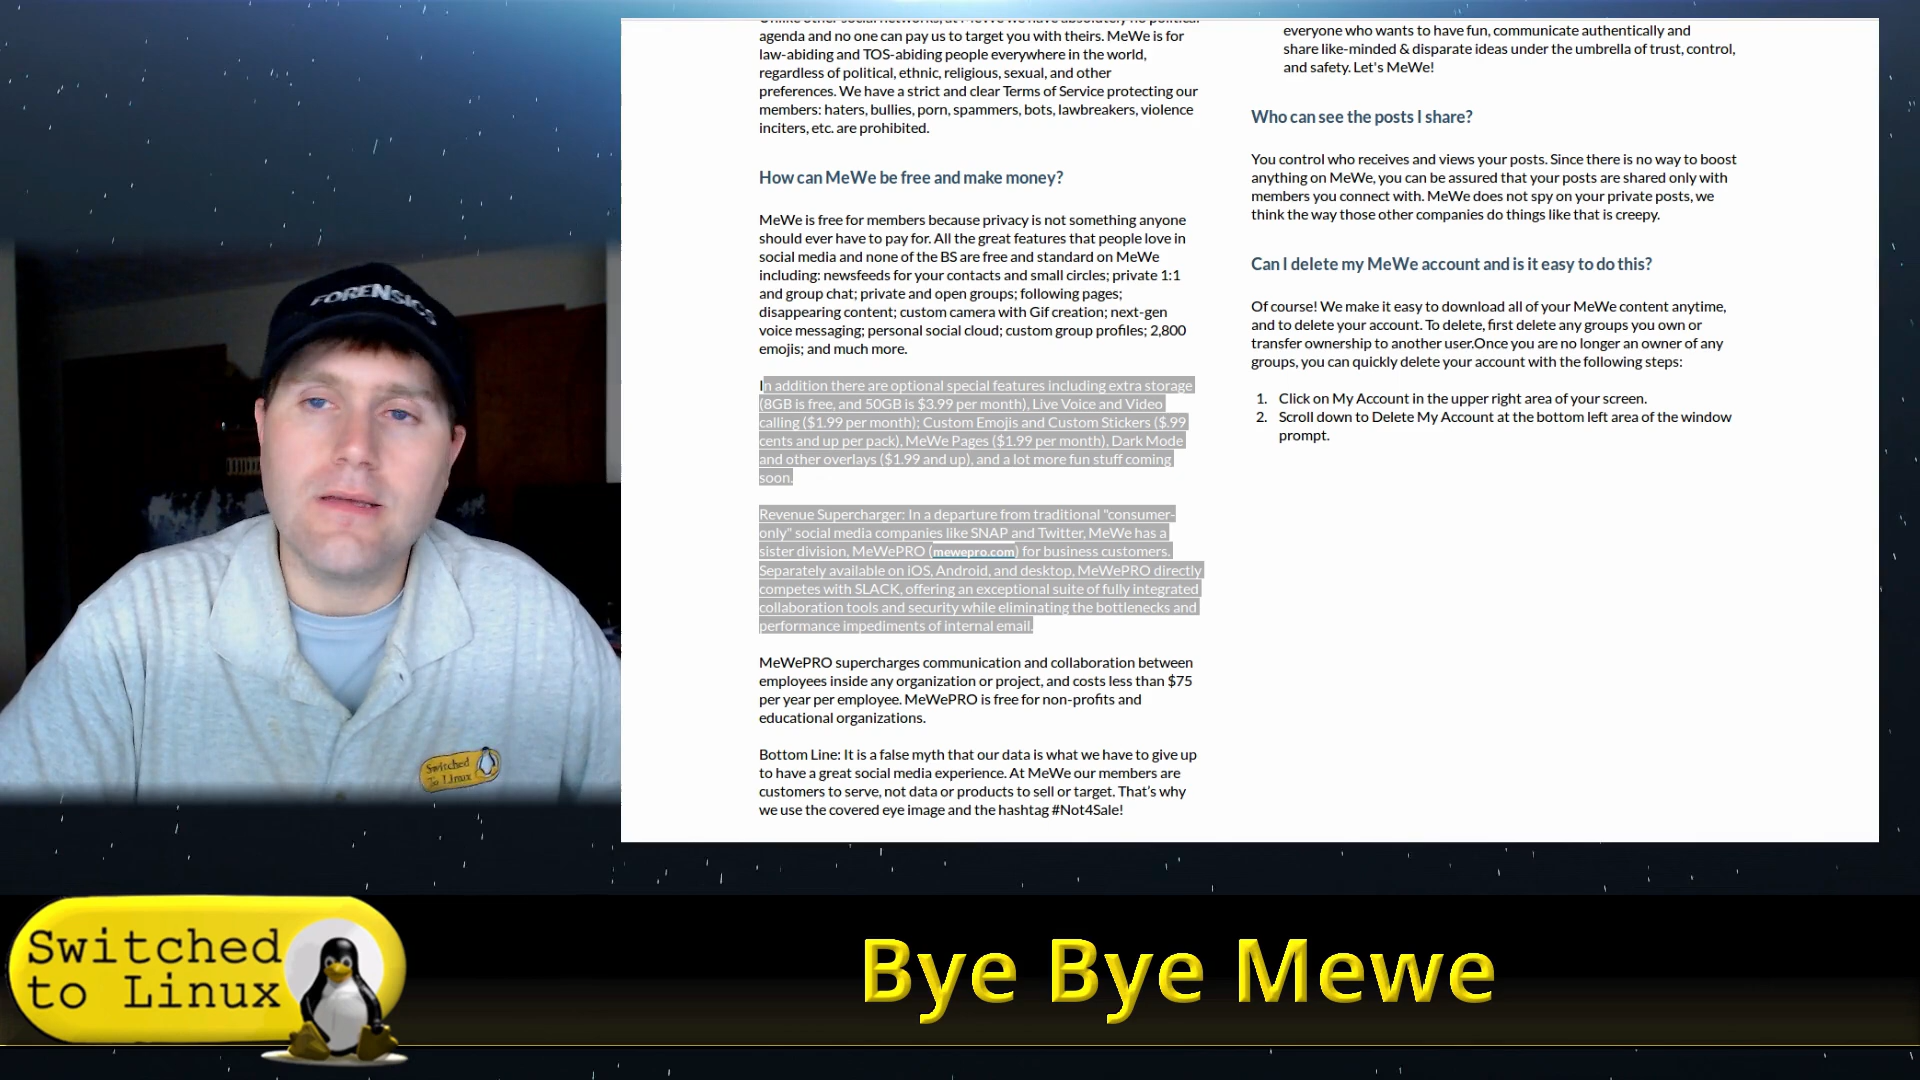 Unlike other social networks, at MeWe we have absolutely no political
agenda and no one can pay us to target you with theirs. MeWe is for
law-abiding and TOS-abiding people everywhere in the world,
regardless of political, ethnic, religious, sexual, and other
preferences. We have a strict and clear Terms of Service protecting our
members: haters, bullies, porn, spammers, bots, lawbreakers, violence
inciters, etc. are prohibited.
How can MeWe be free and make money?
MeWe is free for members because privacy is not something anyone
should ever have to pay for. All the great features that people love in
social media and none of the BS are free and standard on MeWe
including: newsfeeds for your contacts and small circles; private 1:1
and group chat; private and open groups; following pages;
disappearing content; custom camera with Gif creation; next-gen
voice messaging; personal social cloud; custom group profiles; 2,800
emojis; and much more.
In addition there are optional special features including extra storage
(8GB is free, and 50GB is $3.99 per month), Live Voice and Video
calling ($1.99 per month); Custom Emojis and Custom Stickers ($.99
cents and up per pack), MeWe Pages ($1.99 per month), Dark Mode
and other overlays ($1.99 and up), and a lot more fun stuff coming
soon.
Revenue Supercharger: In a departure from traditional "consumer-
only" social media companies like SNAP and Twitter, MeWe has a
sister division, MeWePRO (mewepro.com) for business customers.
Separately available on iOS, Android, and desktop, MeWePRO directly
competes with SLACK, offering an exceptional suite of fully integrated
collaboration tools and security while eliminating the bottlenecks and
performance impediments of internal email.
MeWePRO supercharges communication and collaboration between
employees inside any organization or project, and costs less than $75
per year per employee. MeWePRO is free for non-profits and
educational organizations.
Bottom Line: It is a false myth that our data is what we have to give up
to have a great social media experience. At MeWe our members are
customers to serve, not data or products to sell or target. That's why
we use the covered eye image and the hashtag #Not4Sale!
everyone who wants to have fun, communicate authentically and
share like-minded & disparate ideas under the umbrella of trust, control,
and safety. Let's MeWe!
Who can see the posts I share?
You control who receives and views your posts. Since there is no way to boost
anything on MeWe, you can be assured that your posts are shared only with
members you connect with. MeWe does not spy on your private posts, we
think the way those other companies do things like that is creepy.
Can I delete my MeWe account and is it easy to do this?
Of course! We make it easy to download all of your MeWe content anytime,
and to delete your account. To delete, first delete any groups you own or
transfer ownership to another user.Once you are no longer an owner of any
groups, you can quickly delete your account with the following steps:
1. Click on My Account in the upper right area of your screen.
2. Scroll down to Delete My Account at the bottom left area of the window
prompt.
FORENSICS
Switched
To Linux
Switched
to Linux
Bye Bye Mewe